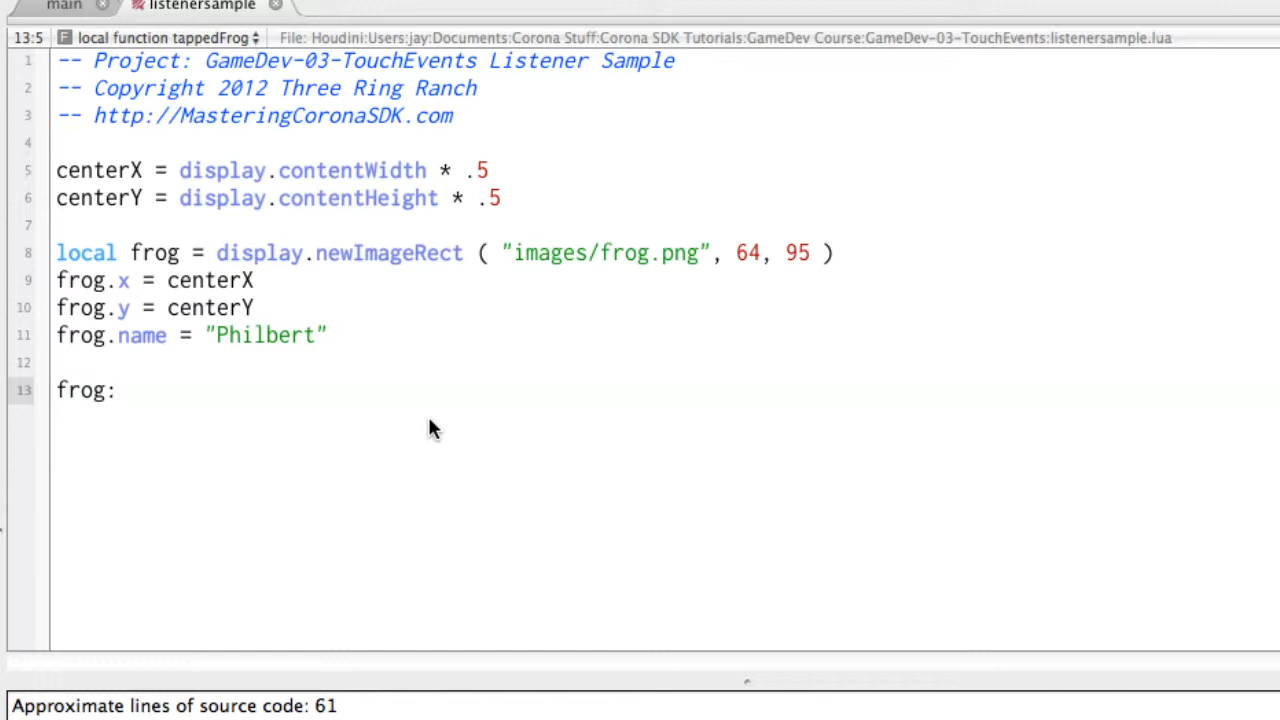 main listenersample
13:5 F local function tappedFrog File: Houdini:Users:jay:Documents:Corona Stuff:Corona SDK Tutorials:GameDev Course:GameDev-03-TouchEvents:listenersample.lua
1 -- Project: GameDev-03-TouchEvents Listener Sample
2 -- Copyright 2012 Three Ring Ranch
3 -- http://MasteringCoronaSDK.com
4
5 centerX = display.contentWidth * .5
6 centerY = display.contentHeight * .5
7
8 local frog = display.newImageRect ( "images/frog.png", 64, 95 )
9 frog.x = centerX
10 frog.y = centerY
11 frog.name = "Philbert"
12
13 frog:
Approximate lines of source code: 61